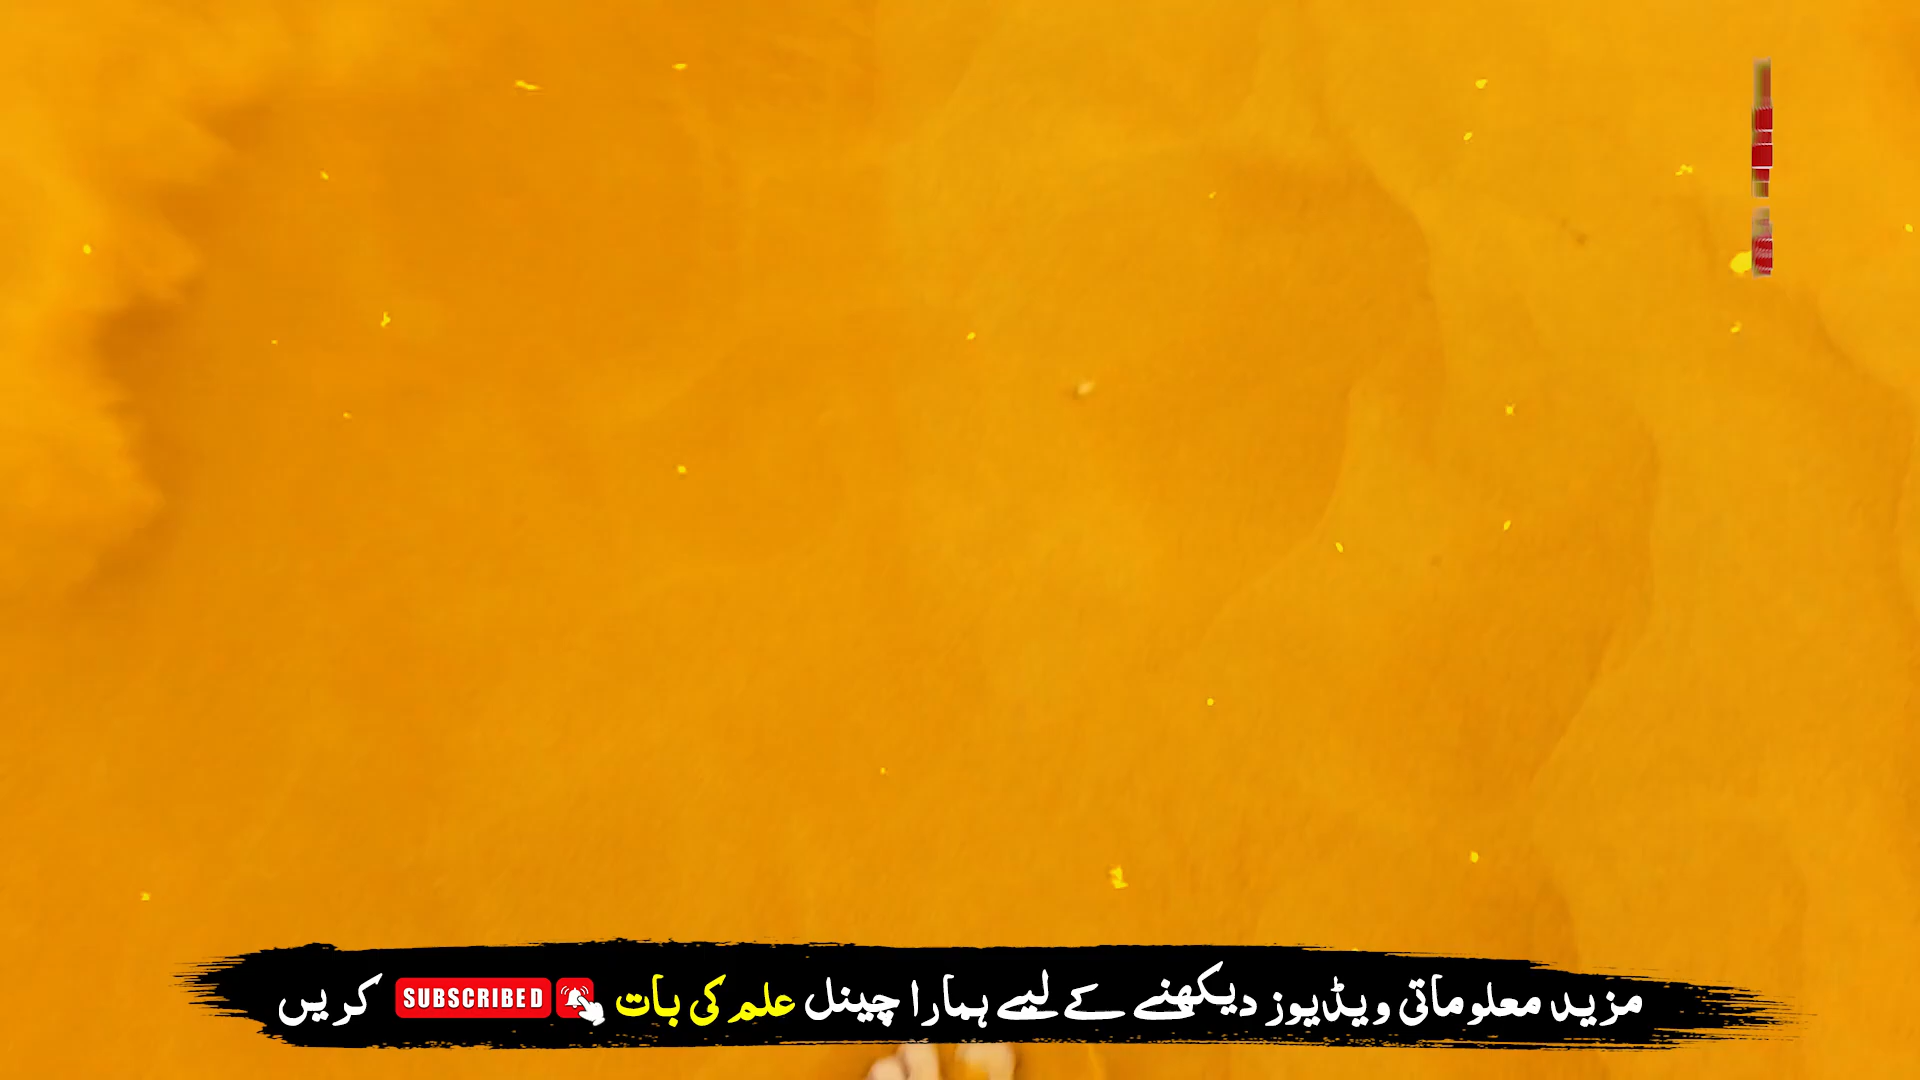 مزید معلوماتی ویڈیوز دیکھنے کے لیے ہمارا چینل علم کی بات SUBSCRIBED کریں